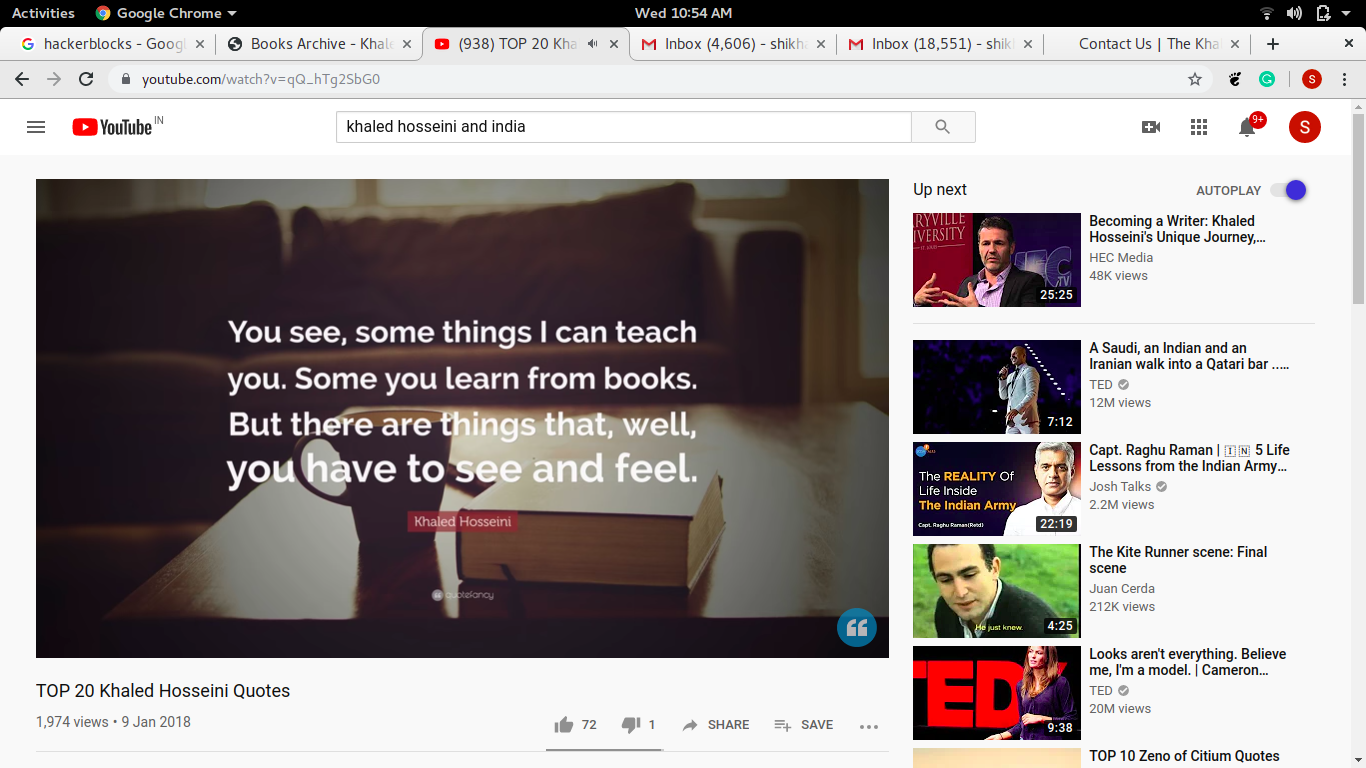 Activities Google Chrome Wed 10:54 AM
hackerblocks - Goog Books Archive - Khal (938) TOP 20 Kha Inbox (4,606) - shikh Inbox (18,551) - shik Contact Us | The Kha
youtube.com/watch?v=qQ_hTg2SbG0 S
YouTube IN khaled hosseini and india 9+ S
You see, some things I can teach
you. Some you learn from books.
But there are things that, well,
you have to see and feel.
Khaled Hosseini
quotefancy
TOP 20 Khaled Hosseini Quotes
1,974 views • 9 Jan 2018
72 1 SHARE SAVE
Up next AUTOPLAY
RYVILLE
IVERSITY
HEC
25:25
Becoming a Writer: Khaled
Hosseini's Unique Journey,...
HEC Media
48K views
7:12
A Saudi, an Indian and an
Iranian walk into a Qatari bar .…
TED
12M views
The REALITY Of
Life Inside
The Indian Army
Capt. Raghu Raman(Retd)
22:19
Capt. Raghu Raman | 🇮🇳 5 Life
Lessons from the Indian Army...
Josh Talks
2.2M views
He just knew.
4:25
The Kite Runner scene: Final
scene
Juan Cerda
212K views
TED
9:38
Looks aren't everything. Believe
me, I'm a model. | Cameron...
TED
20M views
TOP 10 Zeno of Citium Quotes